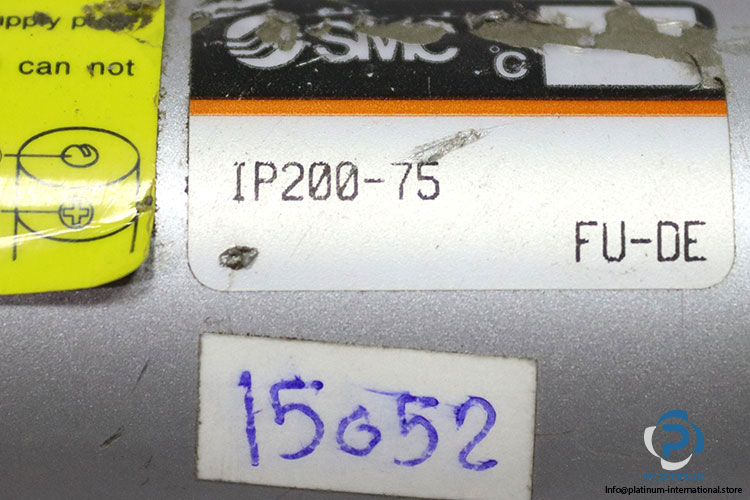 can not
SMC
°C
IP200-75
FU-DE
15052
info@platinum-international.store